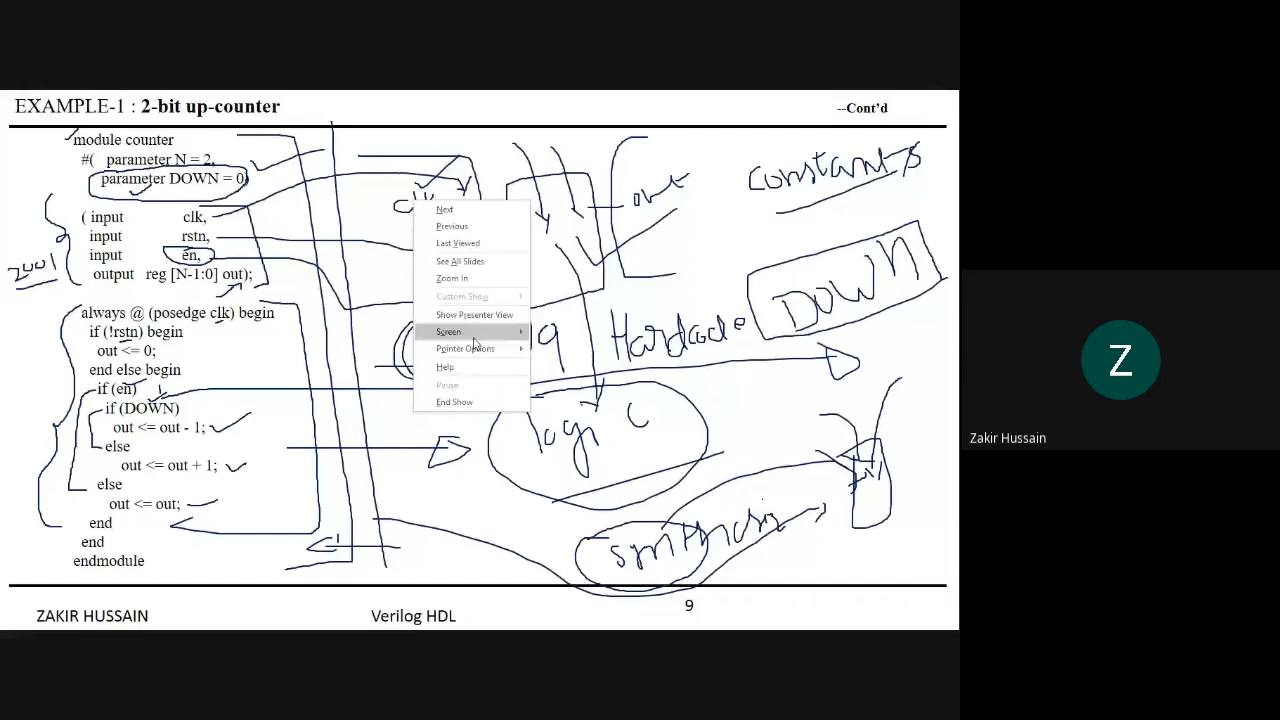 EXAMPLE-1 : 2-bit up-counter
--Cont'd
module counter
#( parameter N = 2,
parameter DOWN = 0,
( input clk,
input rstn,
input en,
output reg [N-1:0] out);
always @ (posedge clk) begin
if (!rstn) begin
out <= 0;
end else begin
if (en)
if (DOWN)
out <= out - 1;
else
out <= out + 1;
else
out <= out;
end
end
endmodule
2001
out
constants
DOWN
Hardcode
logic
synthesis
Next
Previous
Last Viewed
See All Slides
Zoom In
Custom Show
Show Presenter View
Screen
Pointer Options
Help
Pause
End Show
ZAKIR HUSSAIN
Verilog HDL
9
Z
Zakir Hussain